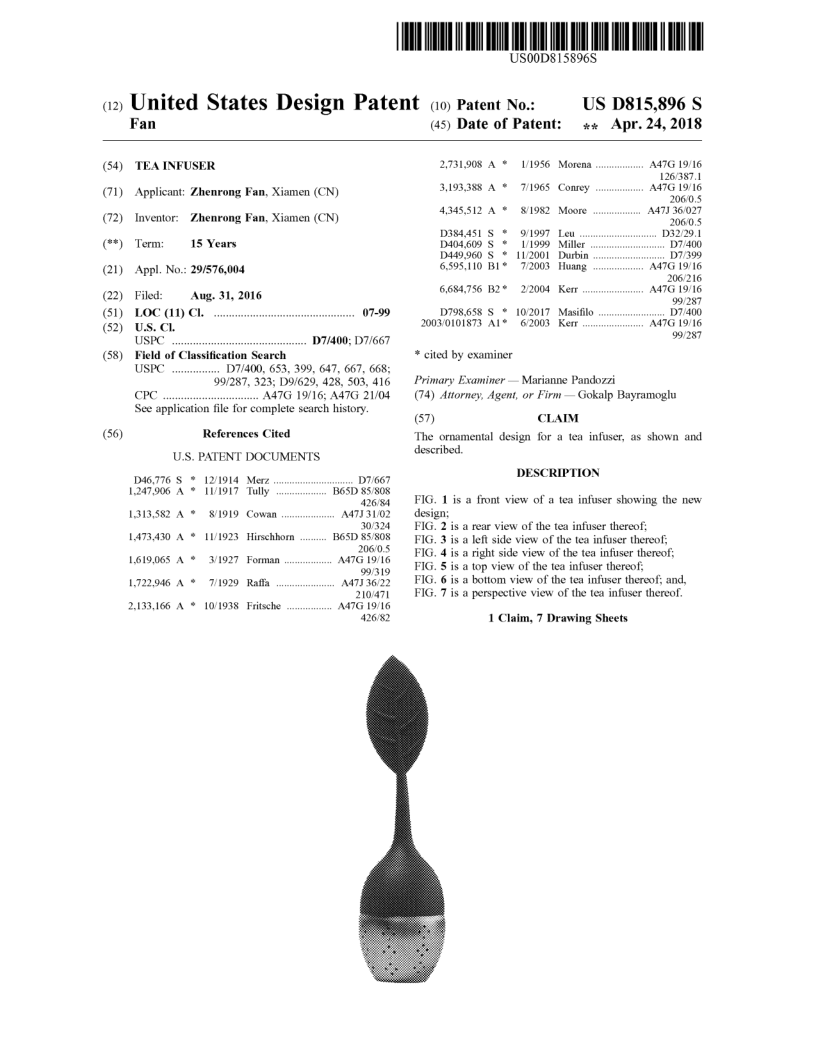 US00D815896S
(12) United States Design Patent
Fan
(10) Patent No.: US D815,896 S
(45) Date of Patent: ** Apr. 24, 2018
(54) TEA INFUSER
(71) Applicant: Zhenrong Fan, Xiamen (CN)
(72) Inventor: Zhenrong Fan, Xiamen (CN)
(**) Term: 15 Years
(21) Appl. No.: 29/576,004
(22) Filed: Aug. 31, 2016
(51) LOC (11) Cl. ............................................... 07-99
(52) U.S. Cl.
USPC ............................................. D7/400; D7/667
(58) Field of Classification Search
USPC ................ D7/400, 653, 399, 647, 667, 668;
99/287, 323; D9/629, 428, 503, 416
CPC ................................ A47G 19/16; A47G 21/04
See application file for complete search history.
(56) References Cited
U.S. PATENT DOCUMENTS
D46,776 S * 12/1914 Merz ............................ D7/667
1,247,906 A * 11/1917 Tully .................. B65D 85/808
426/84
1,313,582 A * 8/1919 Cowan ................... A47J 31/02
30/324
1,473,430 A * 11/1923 Hirschhorn ......... B65D 85/808
206/0.5
1,619,065 A * 3/1927 Forman ................. A47G 19/16
99/319
1,722,946 A * 7/1929 Raffa ..................... A47J 36/22
210/471
2,133,166 A * 10/1938 Fritsche ................ A47G 19/16
426/82
2,731,908 A * 1/1956 Morena ................. A47G 19/16
126/387.1
3,193,388 A * 7/1965 Conrey ................. A47G 19/16
206/0.5
4,345,512 A * 8/1982 Moore ................. A47J 36/027
206/0.5
D384,451 S * 9/1997 Leu ........................... D32/29.1
D404,609 S * 1/1999 Miller .......................... D7/400
D449,960 S * 11/2001 Durbin ......................... D7/399
6,595,110 B1 * 7/2003 Huang .................. A47G 19/16
206/216
6,684,756 B2 * 2/2004 Kerr ...................... A47G 19/16
99/287
D798,658 S * 10/2017 Masifilo ....................... D7/400
2003/0101873 A1 * 6/2003 Kerr ...................... A47G 19/16
99/287
* cited by examiner
Primary Examiner — Marianne Pandozzi
(74) Attorney, Agent, or Firm — Gokalp Bayramoglu
(57) CLAIM
The ornamental design for a tea infuser, as shown and
described.
DESCRIPTION
FIG. 1 is a front view of a tea infuser showing the new
design;
FIG. 2 is a rear view of the tea infuser thereof;
FIG. 3 is a left side view of the tea infuser thereof;
FIG. 4 is a right side view of the tea infuser thereof;
FIG. 5 is a top view of the tea infuser thereof;
FIG. 6 is a bottom view of the tea infuser thereof; and,
FIG. 7 is a perspective view of the tea infuser thereof.
1 Claim, 7 Drawing Sheets